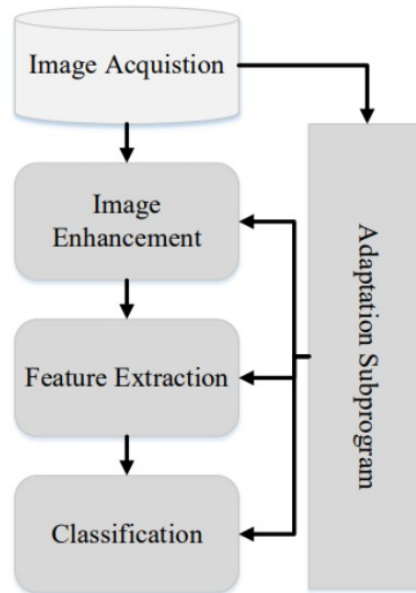 Image Acquistion
Image
Enhancement
Feature Extraction
Classification
Adaptation Subprogram